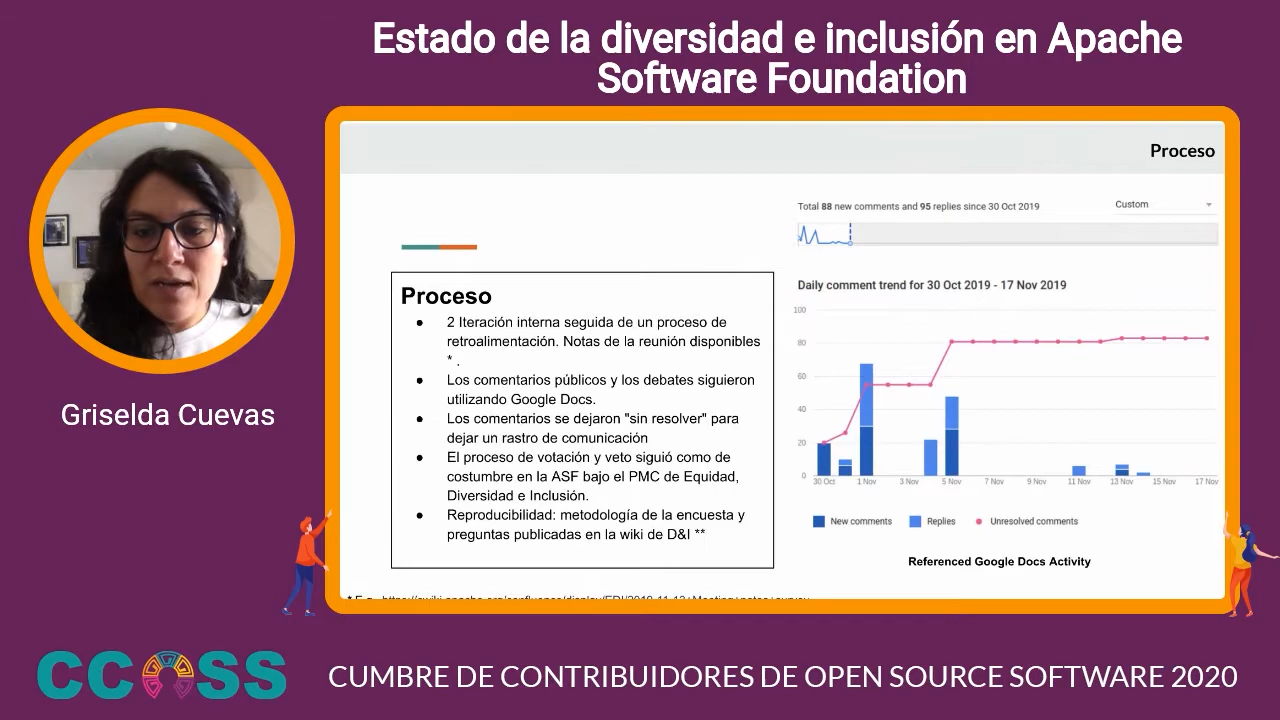 Estado de la diversidad e inclusión en Apache
Software Foundation
Griselda Cuevas
Proceso
Proceso
● 2 Iteración interna seguida de un proceso de
retroalimentación. Notas de la reunión disponibles
* .
● Los comentarios públicos y los debates siguieron
utilizando Google Docs.
● Los comentarios se dejaron "sin resolver" para
dejar un rastro de comunicación
● El proceso de votación y veto siguió como de
costumbre en la ASF bajo el PMC de Equidad,
Diversidad e Inclusión.
● Reproducibilidad: metodología de la encuesta y
preguntas publicadas en la wiki de D&I **
Total 88 new comments and 95 replies since 30 Oct 2019
Custom
Daily comment trend for 30 Oct 2019 - 17 Nov 2019
100
80
60
40
20
0
30 Oct 1 Nov 3 Nov 5 Nov 7 Nov 9 Nov 11 Nov 13 Nov 15 Nov 17 Nov
New comments Replies Unresolved comments
Referenced Google Docs Activity
CCOSS
CUMBRE DE CONTRIBUIDORES DE OPEN SOURCE SOFTWARE 2020